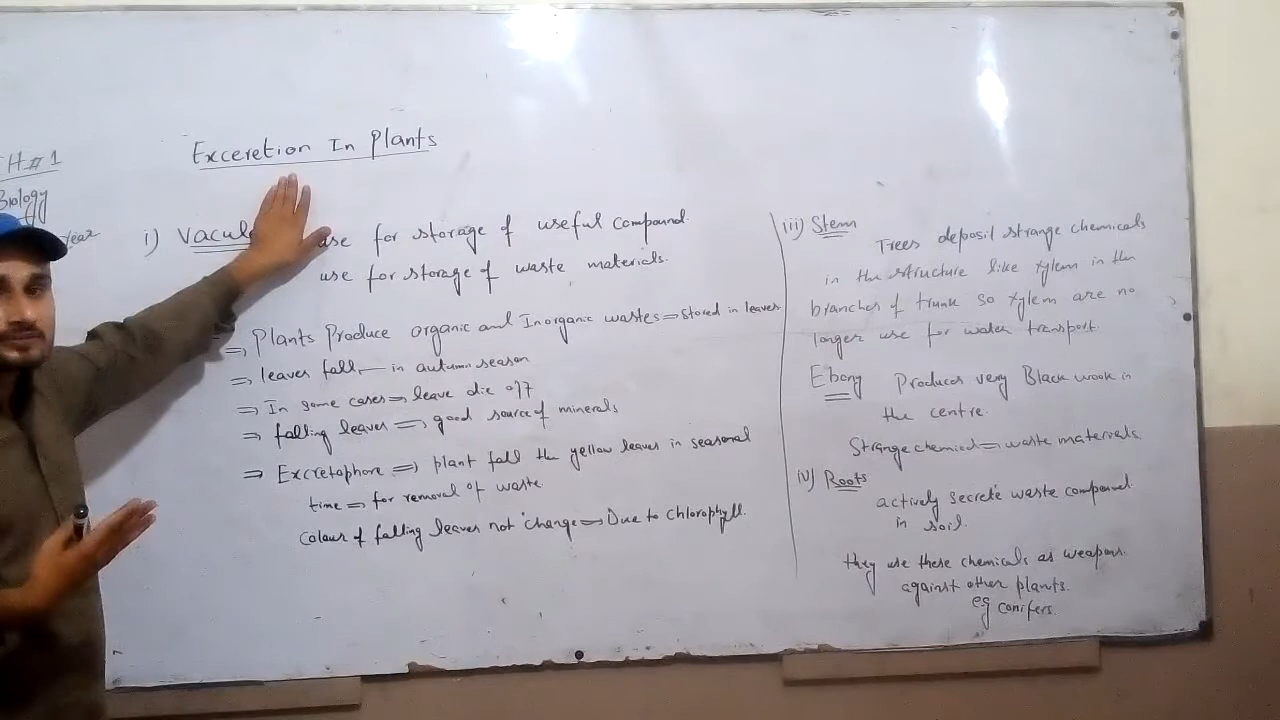 H # 1
Biology
year
Exceretion In Plants
i) Vacu use for storage of useful compound.
use for storage of waste materials.
⇒ Plants Produce organic and Inorganic wastes ⇒ stored in leaves
⇒ leaves fall — in autumn season
⇒ In some cases ⇒ leave die off
⇒ falling leaves ⇒ good source of minerals
⇒ Excretophore ⇒ plant fall the yellow leaves in seasonal
time ⇒ for removal of waste
Colour of falling leaves not change ⇒ Due to chlorophyll.
iii) Stem
Trees deposit strange chemicals
in the structure like xylem in the
branches & trunk so xylem are no
longer use for water transport.
Ebony Produces very Black wook in
the centre.
Strange chemical ⇒ waste materials.
iv) Roots
actively secrete waste compound.
in soil.
they use these chemicals as weapons.
against other plants.
eg conifers.